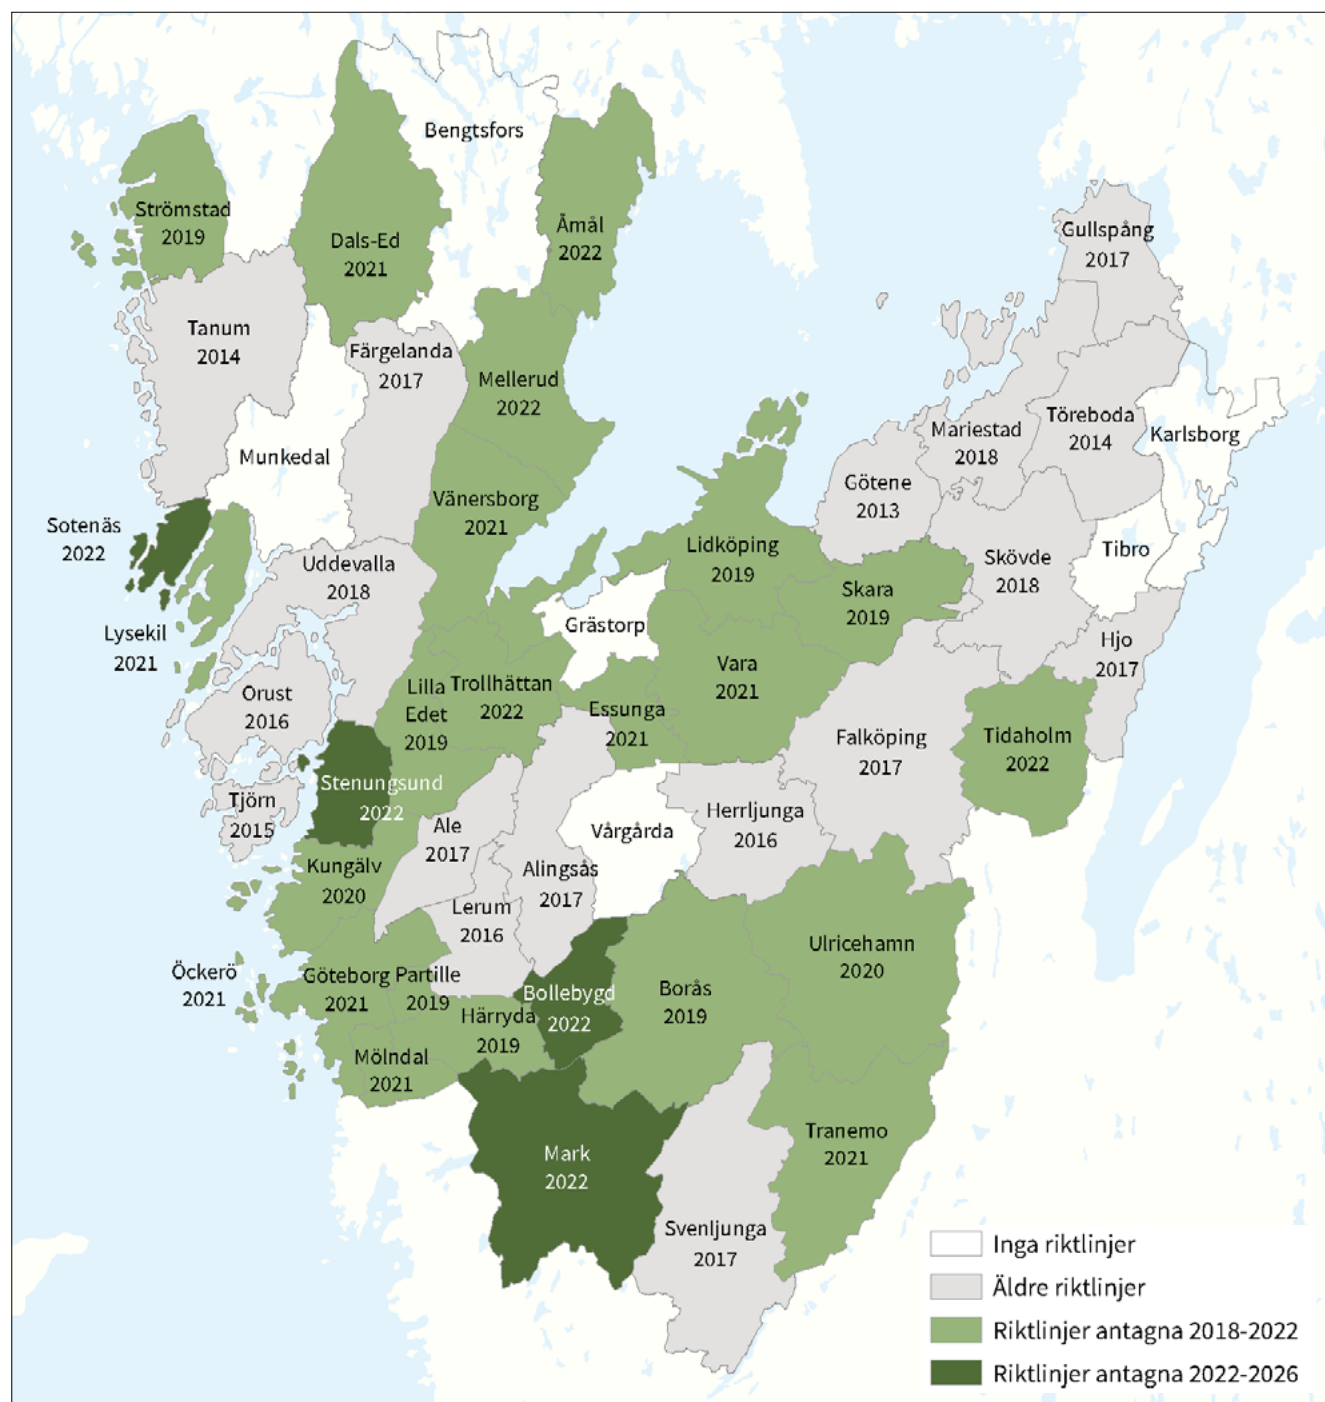 Bengtsfors
Strömstad
2019
Dals-Ed
2021
Åmål
2022
Gullspång
2017
Tanum
2014
Färgelanda
2017
Mellerud
2022
Munkedal
Mariestad
2018
Töreboda
2014
Karlsborg
Götene
2013
Vänersborg
2021
Sotenäs
2022
Uddevalla
2018
Lidköping
2019
Skara
2019
Skövde
2018
Tibro
Lysekil
2021
Grästorp
Hjo
2017
Orust
2016
Lilla
Edet
2019
Trollhättan
2022
Essunga
2021
Vara
2021
Falköping
2017
Tidaholm
2022
Stenungsund
2022
Tjörn
2015
Ale
2017
Vårgårda
Herrljunga
2016
Kungälv
2020
Alingsås
2017
Lerum
2016
Ulricehamn
2020
Öckerö
2021
Göteborg
2021
Partille
2019
Bollebygd
2022
Borås
2019
Härryda
2019
Mölndal
2021
Mark
2022
Tranemo
2021
Svenljunga
2017
Inga riktlinjer
Äldre riktlinjer
Riktlinjer antagna 2018-2022
Riktlinjer antagna 2022-2026